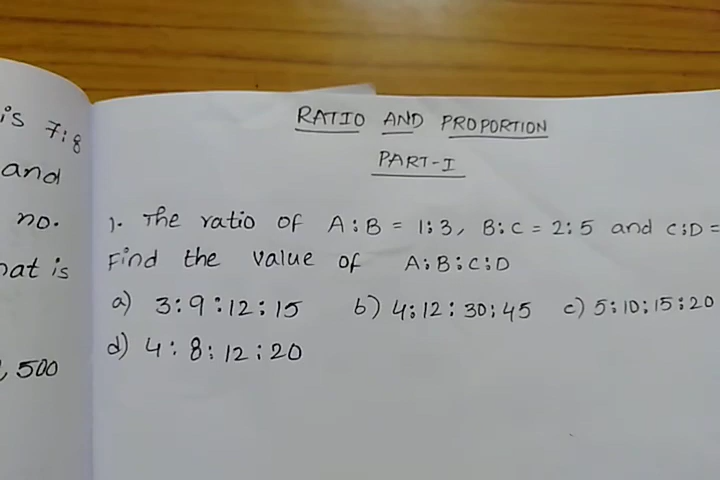 is 7:8
and
no.
hat is
500
RATIO AND PROPORTION
PART-I
1. The ratio of A:B = 1:3, B:C = 2:5 and C:D =
Find the value of A:B:C:D
a) 3:9:12:15 b) 4:12:30:45 c) 5:10:15:20
d) 4:8:12:20